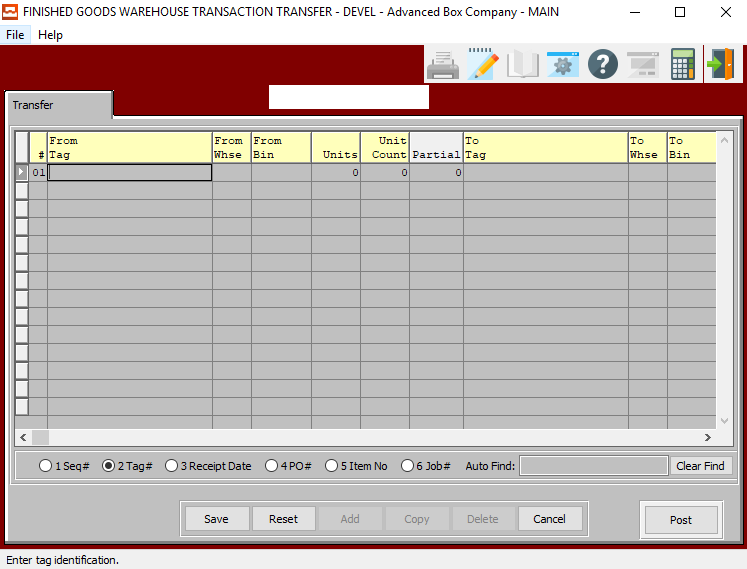 FINISHED GOODS WAREHOUSE TRANSACTION TRANSFER - DEVEL - Advanced Box Company - MAIN
File Help
?
Transfer
# From Tag From Whse From Bin Units Unit Count Partial To Tag To Whse To Bin
01 0 0 0
1 Seq# 2 Tag# 3 Receipt Date 4 PO# 5 Item No 6 Job# Auto Find: Clear Find
Save Reset Add Copy Delete Cancel Post
Enter tag identification.